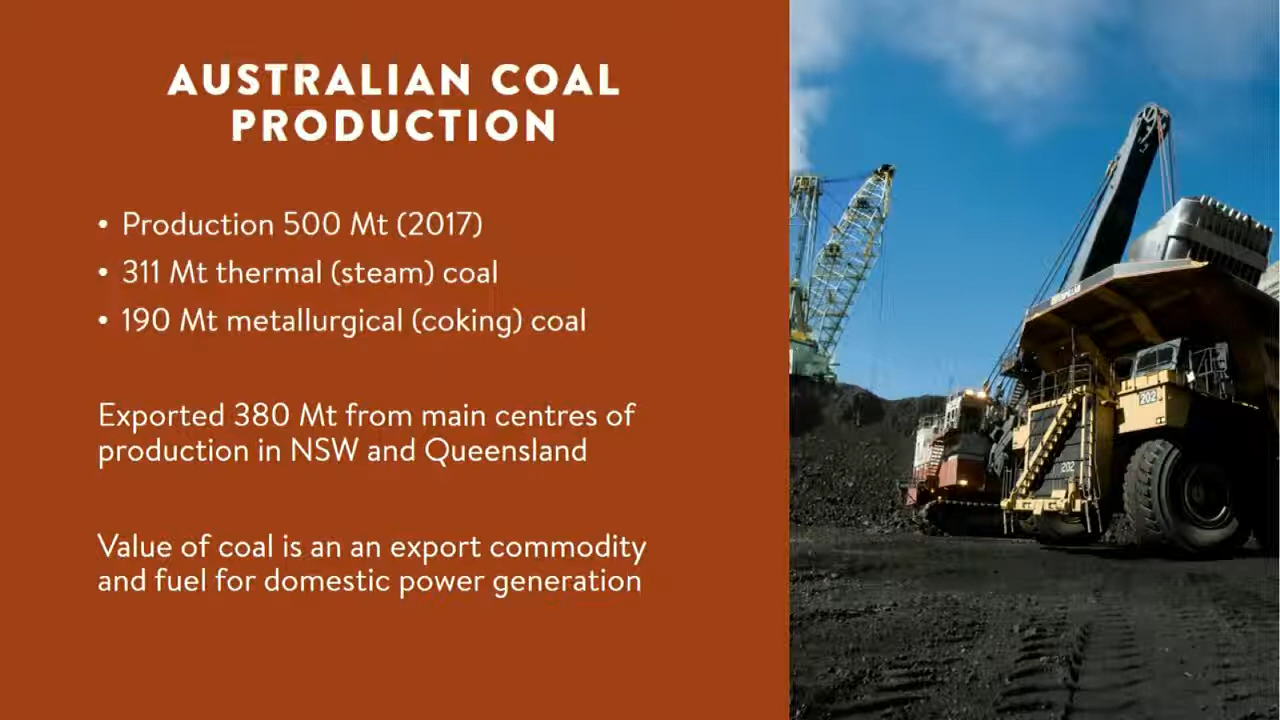 AUSTRALIAN COAL
PRODUCTION
• Production 500 Mt (2017)
• 311 Mt thermal (steam) coal
• 190 Mt metallurgical (coking) coal
Exported 380 Mt from main centres of
production in NSW and Queensland
Value of coal is an an export commodity
and fuel for domestic power generation
202
202